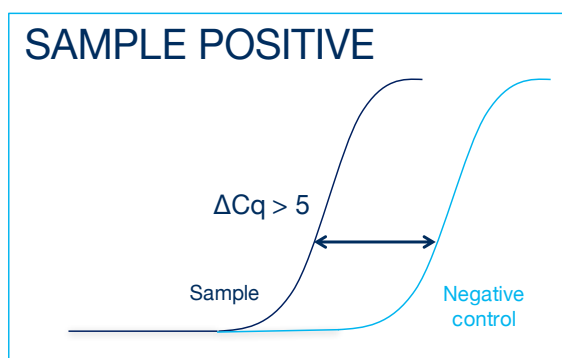 SAMPLE POSITIVE
ΔCq > 5
Sample
Negative
control